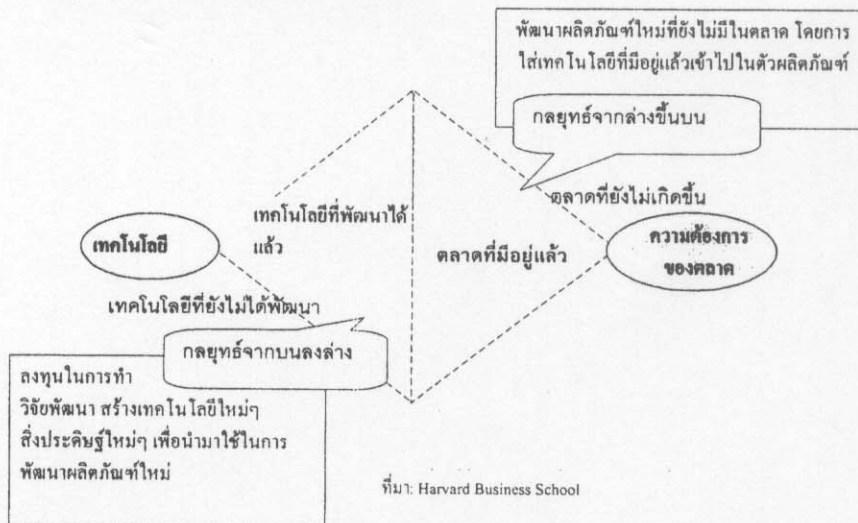 พัฒนาผลิตภัณฑ์ใหม่ที่ยังไม่มีในตลาด โดยการ
ใส่เทคโนโลยีที่มีอยู่แล้วเข้าไปในตัวผลิตภัณฑ์
กลยุทธ์จากล่างขึ้นบน
ตลาดที่ยังไม่เกิดขึ้น
เทคโนโลยีที่พัฒนาได้
แล้ว
เทคโนโลยี
ตลาดที่มีอยู่แล้ว
ความต้องการ
ของตลาด
เทคโนโลยีที่ยังไม่ได้พัฒนา
กลยุทธ์จากบนลงล่าง
ลงทุนในการทำ
วิจัยพัฒนา สร้างเทคโนโลยีใหม่ๆ
สิ่งประดิษฐ์ใหม่ๆ เพื่อนำมาใช้ในการ
พัฒนาผลิตภัณฑ์ใหม่
ที่มา: Harvard Business School